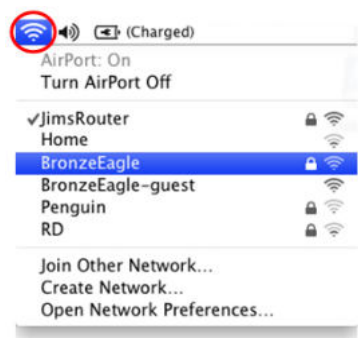 (Charged)
AirPort: On
Turn AirPort Off
✓JimsRouter
Home
BronzeEagle
BronzeEagle-guest
Penguin
RD
Join Other Network...
Create Network...
Open Network Preferences...